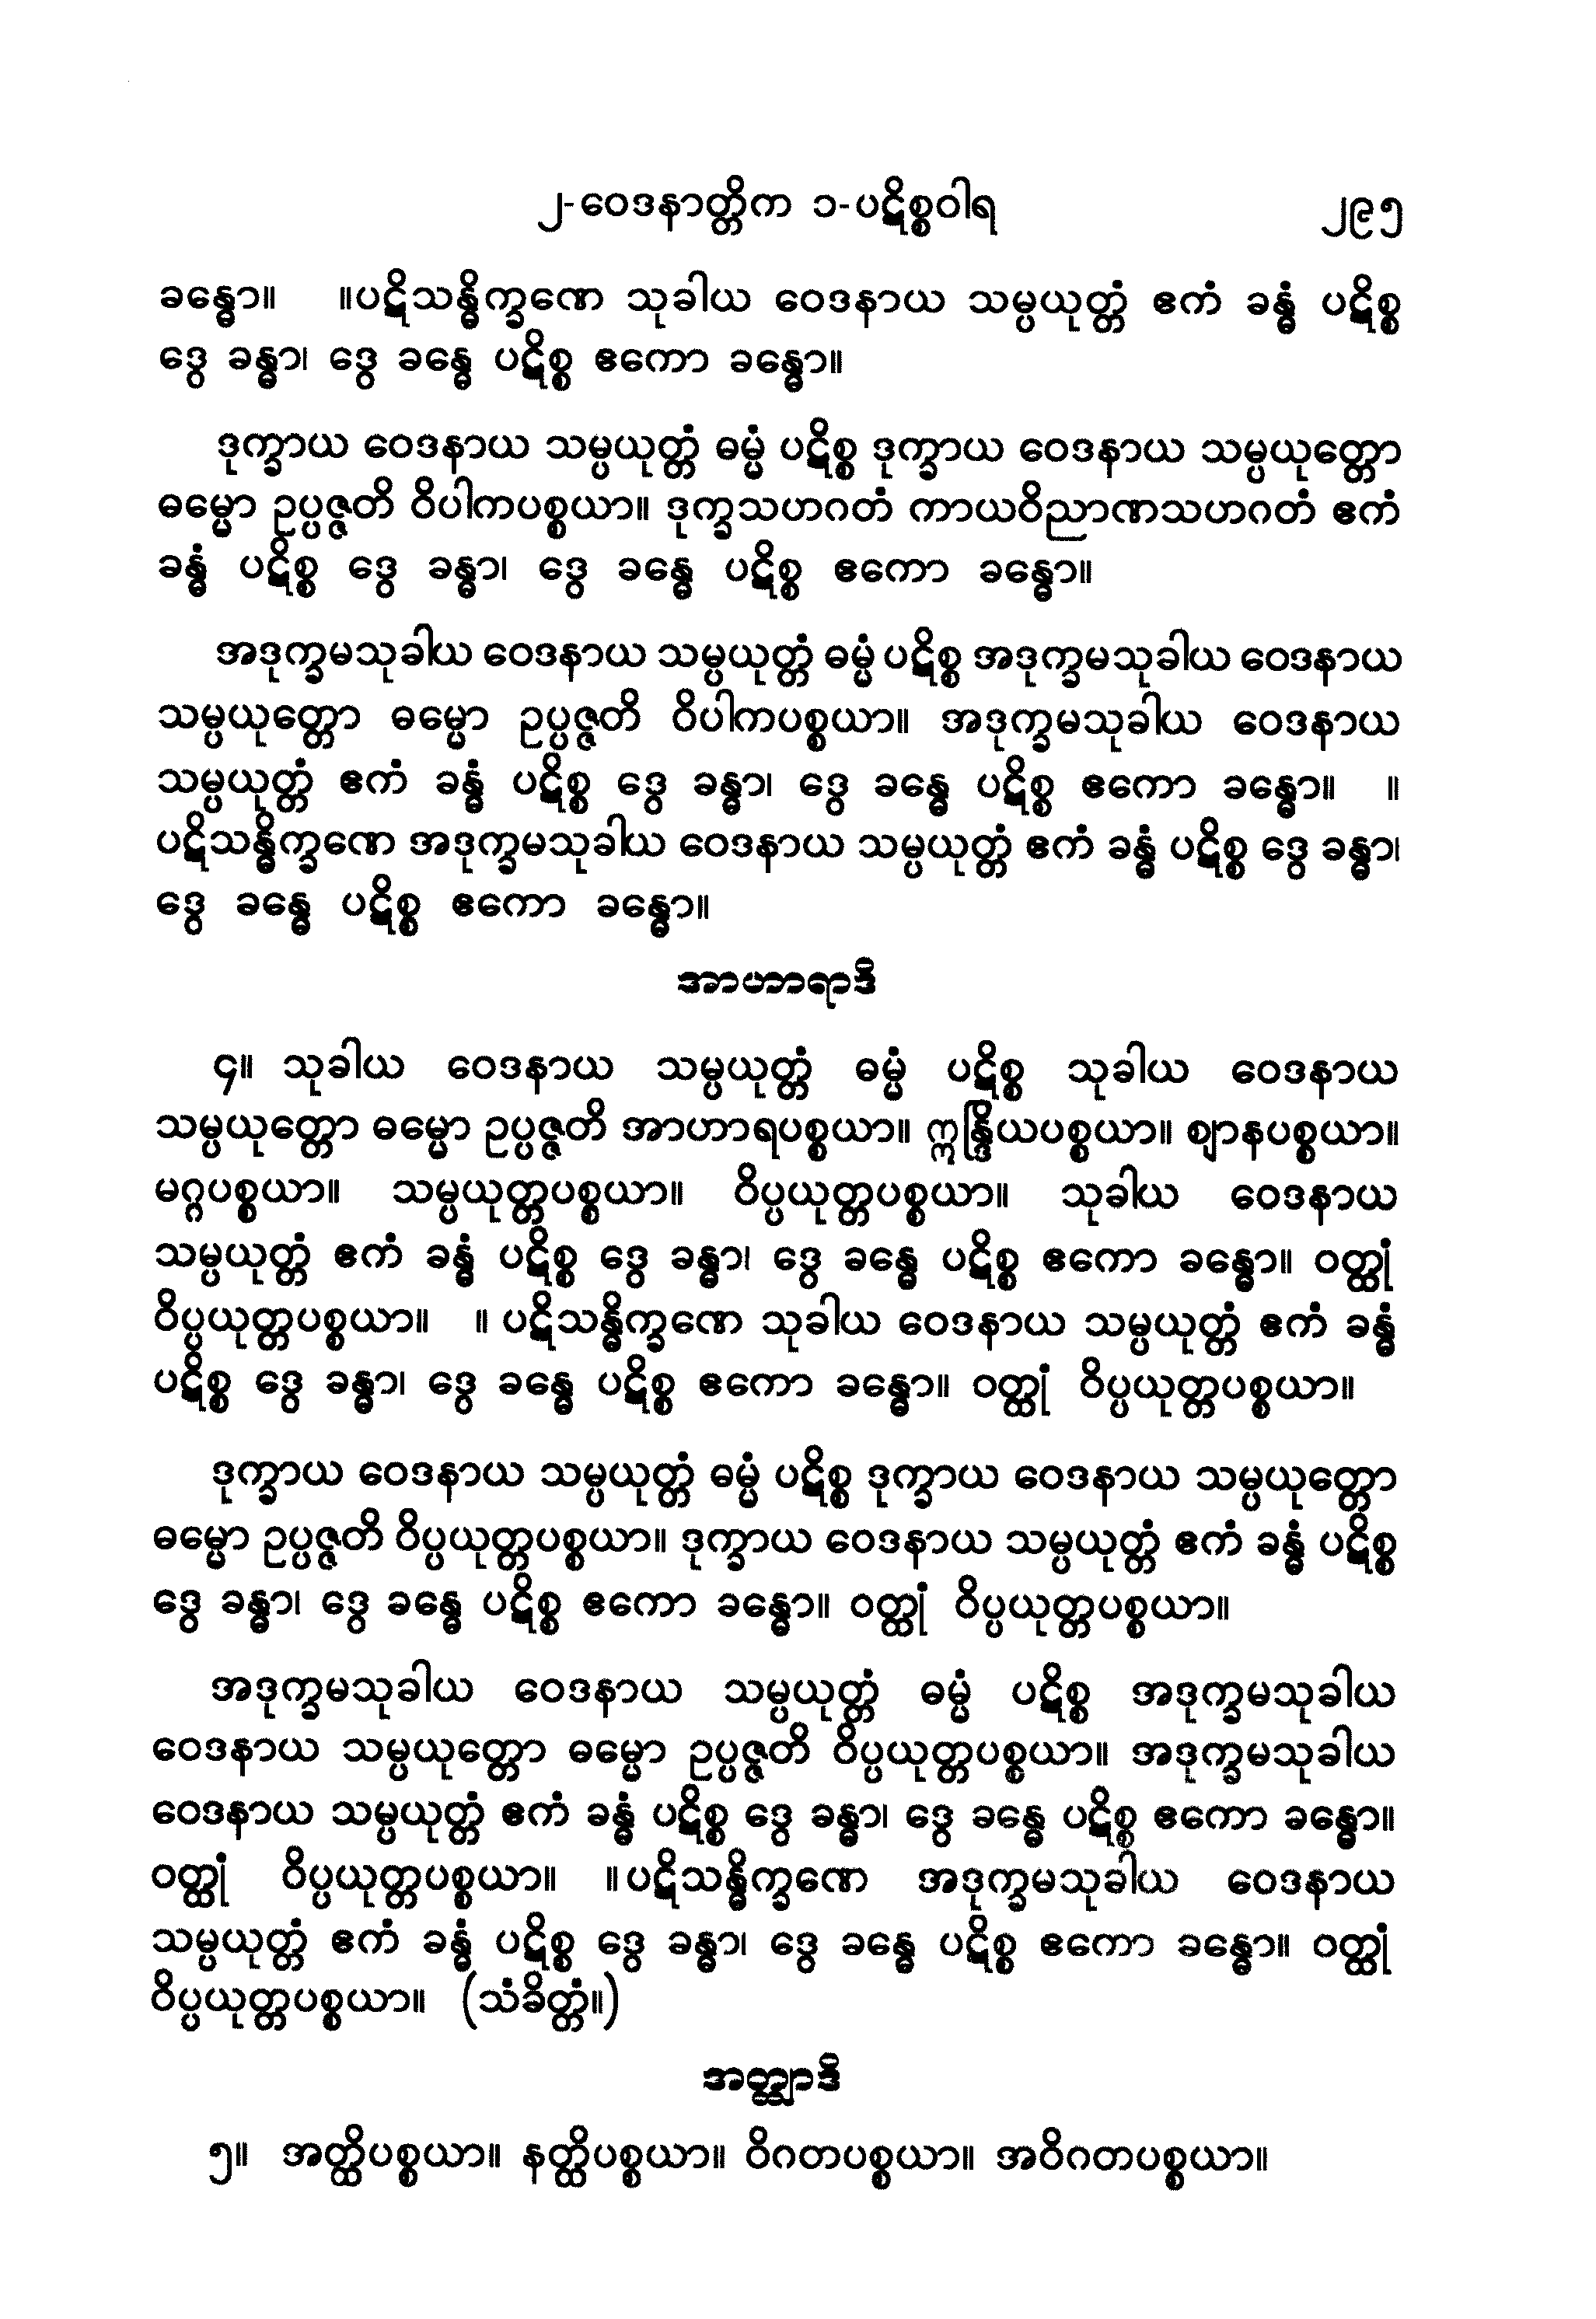 ၂-ဝေဒနာတ္တိက ၁-ပဋိစ္စဝါရ ၂၉၅
ခန္ဓော။ ။ပဋိသန္ဓိက္ခဏေ သုခါယ ဝေဒနာယ သမ္ပယုတ္တံ ဧကံ ခန္ဓံ ပဋိစ္စ
ဒွေ ခန္ဓာ၊ ဒွေ ခန္ဓေ ပဋိစ္စ ဧကော ခန္ဓော။
ဒုက္ခာယ ဝေဒနာယ သမ္ပယုတ္တံ ဓမ္မံ ပဋိစ္စ ဒုက္ခာယ ဝေဒနာယ သမ္ပယုတ္တော
ဓမ္မော ဥပ္ပဇ္ဇတိ ဝိပါကပစ္စယာ။ ဒုက္ခသဟဂတံ ကာယဝိညာဏသဟဂတံ ဧကံ
ခန္ဓံ ပဋိစ္စ ဒွေ ခန္ဓာ၊ ဒွေ ခန္ဓေ ပဋိစ္စ ဧကော ခန္ဓော။
အဒုက္ခမသုခါယ ဝေဒနာယ သမ္ပယုတ္တံ ဓမ္မံ ပဋိစ္စ အဒုက္ခမသုခါယ ဝေဒနာယ
သမ္ပယုတ္တော ဓမ္မော ဥပ္ပဇ္ဇတိ ဝိပါကပစ္စယာ။ အဒုက္ခမသုခါယ ဝေဒနာယ
သမ္ပယုတ္တံ ဧကံ ခန္ဓံ ပဋိစ္စ ဒွေ ခန္ဓာ၊ ဒွေ ခန္ဓေ ပဋိစ္စ ဧကော ခန္ဓော။ ။
ပဋိသန္ဓိက္ခဏေ အဒုက္ခမသုခါယ ဝေဒနာယ သမ္ပယုတ္တံ ဧကံ ခန္ဓံ ပဋိစ္စ ဒွေ ခန္ဓာ၊
ဒွေ ခန္ဓေ ပဋိစ္စ ဧကော ခန္ဓော။
အာဟာရာဒိ
၄။ သုခါယ ဝေဒနာယ သမ္ပယုတ္တံ ဓမ္မံ ပဋိစ္စ သုခါယ ဝေဒနာယ
သမ္ပယုတ္တော ဓမ္မော ဥပ္ပဇ္ဇတိ အာဟာရပစ္စယာ။ ဣန္ဒြိယပစ္စယာ။ ဈာနပစ္စယာ။
မဂ္ဂပစ္စယာ။ သမ္ပယုတ္တပစ္စယာ။ ဝိပ္ပယုတ္တပစ္စယာ။ သုခါယ ဝေဒနာယ
သမ္ပယုတ္တံ ဧကံ ခန္ဓံ ပဋိစ္စ ဒွေ ခန္ဓာ၊ ဒွေ ခန္ဓေ ပဋိစ္စ ဧကော ခန္ဓော။ ဝတ္ထုံ
ဝိပ္ပယုတ္တပစ္စယာ။ ။ ပဋိသန္ဓိက္ခဏေ သုခါယ ဝေဒနာယ သမ္ပယုတ္တံ ဧကံ ခန္ဓံ
ပဋိစ္စ ဒွေ ခန္ဓာ၊ ဒွေ ခန္ဓေ ပဋိစ္စ ဧကော ခန္ဓော။ ဝတ္ထုံ ဝိပ္ပယုတ္တပစ္စယာ။
ဒုက္ခာယ ဝေဒနာယ သမ္ပယုတ္တံ ဓမ္မံ ပဋိစ္စ ဒုက္ခာယ ဝေဒနာယ သမ္ပယုတ္တော
ဓမ္မော ဥပ္ပဇ္ဇတိ ဝိပ္ပယုတ္တပစ္စယာ။ ဒုက္ခာယ ဝေဒနာယ သမ္ပယုတ္တံ ဧကံ ခန္ဓံ ပဋိစ္စ
ဒွေ ခန္ဓာ၊ ဒွေ ခန္ဓေ ပဋိစ္စ ဧကော ခန္ဓော။ ဝတ္ထုံ ဝိပ္ပယုတ္တပစ္စယာ။
အဒုက္ခမသုခါယ ဝေဒနာယ သမ္ပယုတ္တံ ဓမ္မံ ပဋိစ္စ အဒုက္ခမသုခါယ
ဝေဒနာယ သမ္ပယုတ္တော ဓမ္မော ဥပ္ပဇ္ဇတိ ဝိပ္ပယုတ္တပစ္စယာ။ အဒုက္ခမသုခါယ
ဝေဒနာယ သမ္ပယုတ္တံ ဧကံ ခန္ဓံ ပဋိစ္စ ဒွေ ခန္ဓာ၊ ဒွေ ခန္ဓေ ပဋိစ္စ ဧကော ခန္ဓော။
ဝတ္ထုံ ဝိပ္ပယုတ္တပစ္စယာ။ ။ပဋိသန္ဓိက္ခဏေ အဒုက္ခမသုခါယ ဝေဒနာယ
သမ္ပယုတ္တံ ဧကံ ခန္ဓံ ပဋိစ္စ ဒွေ ခန္ဓာ၊ ဒွေ ခန္ဓေ ပဋိစ္စ ဧကော ခန္ဓော။ ဝတ္ထုံ
ဝိပ္ပယုတ္တပစ္စယာ။ (သံခိတ္တံ။)
အတ္ထျာဒိ
၅။ အတ္ထိပစ္စယာ။ နတ္ထိပစ္စယာ။ ဝိဂတပစ္စယာ။ အဝိဂတပစ္စယာ။